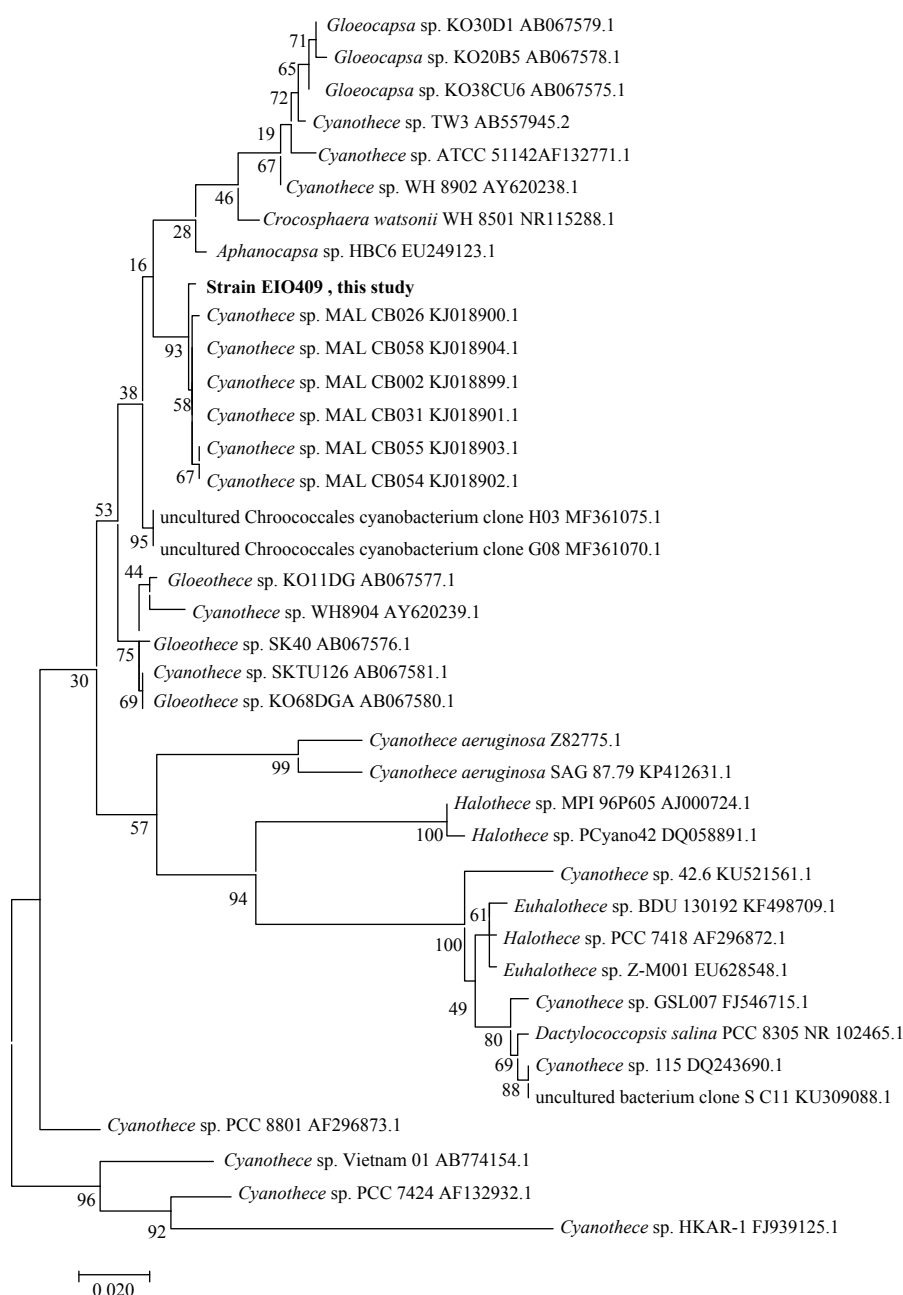 Gloeocapsa sp. KO30D1 AB067579.1
71
Gloeocapsa sp. KO20B5 AB067578.1
65
Gloeocapsa sp. KO38CU6 AB067575.1
72
Cyanothece sp. TW3 AB557945.2
19
Cyanothece sp. ATCC 51142AF132771.1
67
Cyanothece sp. WH 8902 AY620238.1
46
Crocosphaera watsonii WH 8501 NR115288.1
28
Aphanocapsa sp. HBC6 EU249123.1
16
Strain EIO409 , this study
Cyanothece sp. MAL CB026 KJ018900.1
93
Cyanothece sp. MAL CB058 KJ018904.1
Cyanothece sp. MAL CB002 KJ018899.1
38
58
Cyanothece sp. MAL CB031 KJ018901.1
Cyanothece sp. MAL CB055 KJ018903.1
67
Cyanothece sp. MAL CB054 KJ018902.1
53
uncultured Chroococcales cyanobacterium clone H03 MF361075.1
95
uncultured Chroococcales cyanobacterium clone G08 MF361070.1
44
Gloeothece sp. KO11DG AB067577.1
Cyanothece sp. WH8904 AY620239.1
Gloeothece sp. SK40 AB067576.1
75
Cyanothece sp. SKTU126 AB067581.1
30
69
Gloeothece sp. KO68DGA AB067580.1
Cyanothece aeruginosa Z82775.1
99
Cyanothece aeruginosa SAG 87.79 KP412631.1
Halothece sp. MPI 96P605 AJ000724.1
57
100
Halothece sp. PCyano42 DQ058891.1
Cyanothece sp. 42.6 KU521561.1
94
61
Euhalothece sp. BDU 130192 KF498709.1
100
Halothece sp. PCC 7418 AF296872.1
Euhalothece sp. Z-M001 EU628548.1
49
Cyanothece sp. GSL007 FJ546715.1
80
Dactylococcopsis salina PCC 8305 NR 102465.1
69
Cyanothece sp. 115 DQ243690.1
88
uncultured bacterium clone S C11 KU309088.1
Cyanothece sp. PCC 8801 AF296873.1
Cyanothece sp. Vietnam 01 AB774154.1
96
Cyanothece sp. PCC 7424 AF132932.1
92
Cyanothece sp. HKAR-1 FJ939125.1
0.020